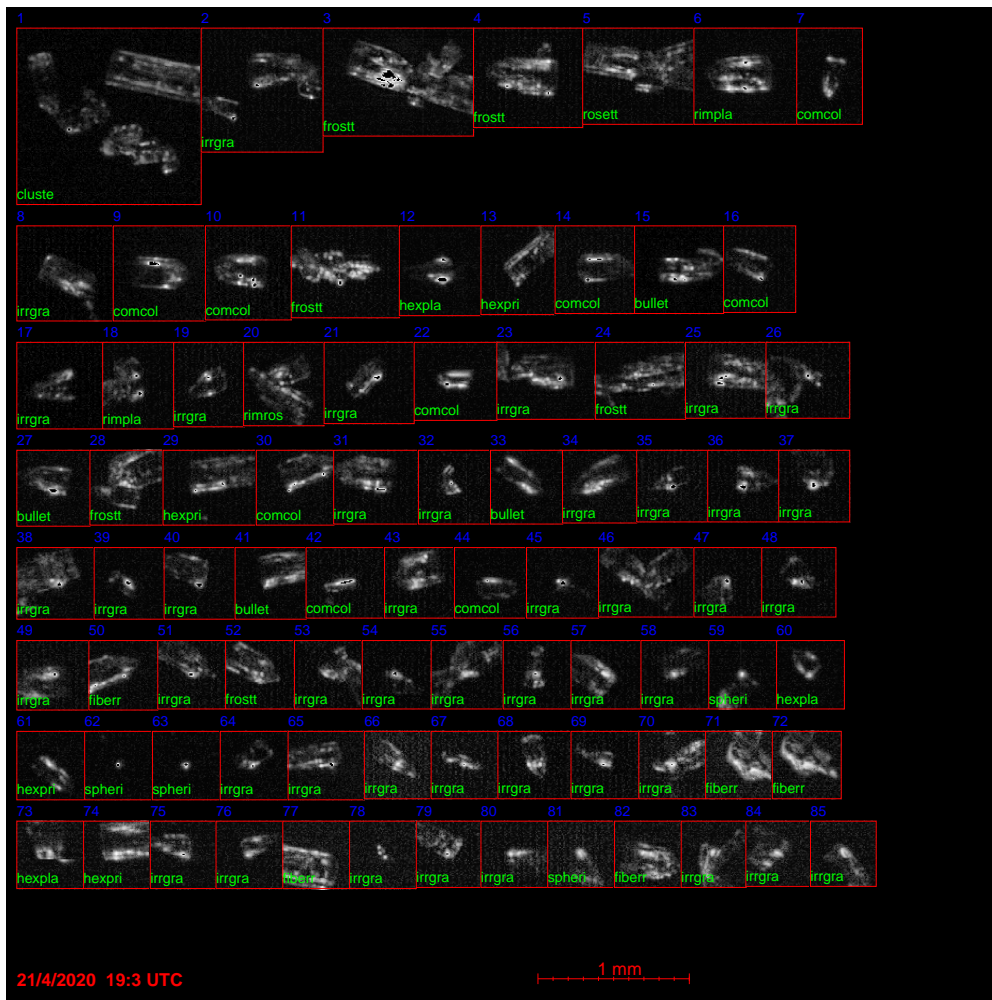 1 2 3 4 5 6 7
cluste irrgra frostt frostt rosett rimpla comcol
8 9 10 11 12 13 14 15 16
irrgra comcol comcol frostt hexpla hexpri comcol bullet comcol
17 18 19 20 21 22 23 24 25 26
irrgra rimpla irrgra rimros irrgra comcol irrgra frostt irrgra irrgra
27 28 29 30 31 32 33 34 35 36 37
bullet frostt hexpri comcol irrgra irrgra bullet irrgra irrgra irrgra irrgra
38 39 40 41 42 43 44 45 46 47 48
irrgra irrgra irrgra bullet comcol irrgra comcol irrgra irrgra irrgra irrgra
49 50 51 52 53 54 55 56 57 58 59 60
irrgra fiberr irrgra frostt irrgra irrgra irrgra irrgra irrgra irrgra spheri hexpla
61 62 63 64 65 66 67 68 69 70 71 72
hexpri spheri spheri irrgra irrgra irrgra irrgra irrgra irrgra irrgra fiberr fiberr
73 74 75 76 77 78 79 80 81 82 83 84 85
hexpla hexpri irrgra irrgra fiberr irrgra irrgra irrgra spheri fiberr irrgra irrgra irrgra
21/4/2020 19:3 UTC
1 mm